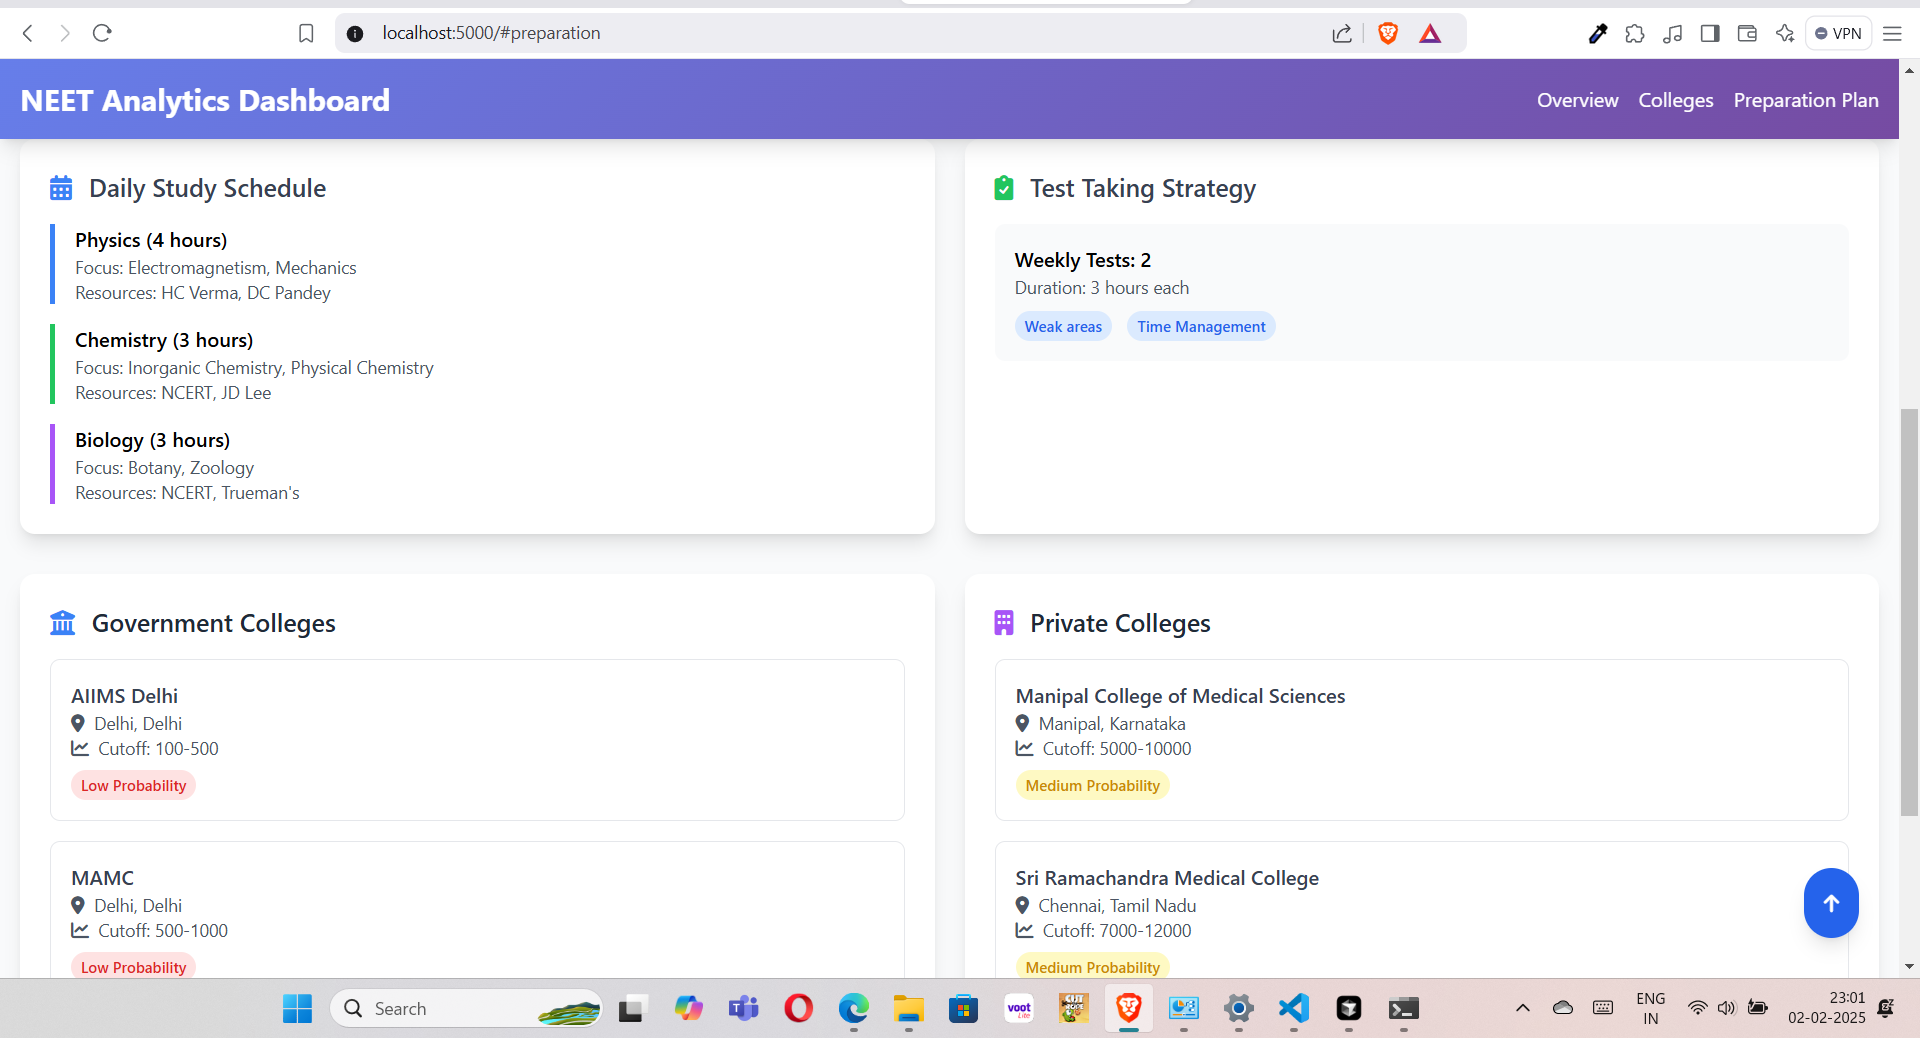 localhost:5000/#preparation
VPN
NEET Analytics Dashboard
Overview
Colleges
Preparation Plan
Daily Study Schedule
Physics (4 hours)
Focus: Electromagnetism, Mechanics
Resources: HC Verma, DC Pandey
Chemistry (3 hours)
Focus: Inorganic Chemistry, Physical Chemistry
Resources: NCERT, JD Lee
Biology (3 hours)
Focus: Botany, Zoology
Resources: NCERT, Trueman's
Test Taking Strategy
Weekly Tests: 2
Duration: 3 hours each
Weak areas
Time Management
Government Colleges
AIIMS Delhi
Delhi, Delhi
Cutoff: 100-500
Low Probability
MAMC
Delhi, Delhi
Cutoff: 500-1000
Low Probability
Private Colleges
Manipal College of Medical Sciences
Manipal, Karnataka
Cutoff: 5000-10000
Medium Probability
Sri Ramachandra Medical College
Chennai, Tamil Nadu
Cutoff: 7000-12000
Medium Probability
Search
voot
Lite
ENG
IN
23:01
02-02-2025